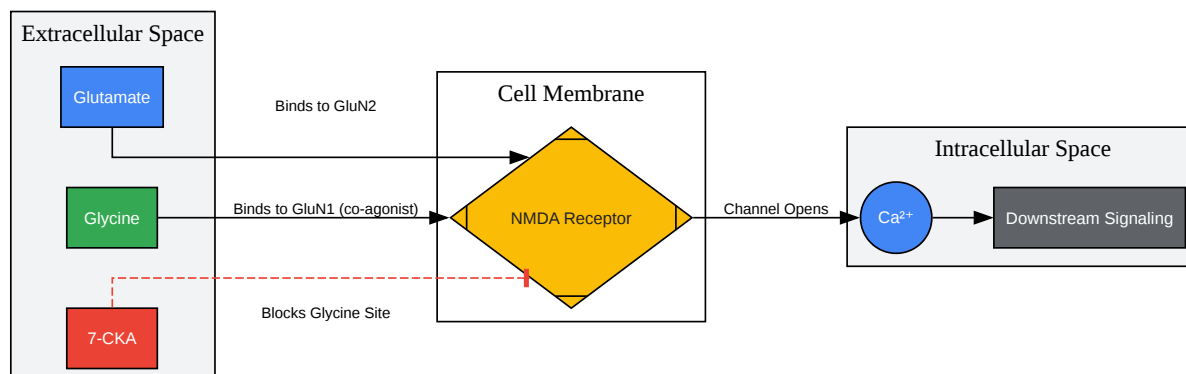 Extracellular Space
Glutamate
Binds to GluN2
Cell Membrane
Intracellular Space
Glycine
Binds to GluN1 (co-agonist)
NMDA Receptor
Channel Opens
Ca²⁺
Downstream Signaling
7-CKA
Blocks Glycine Site